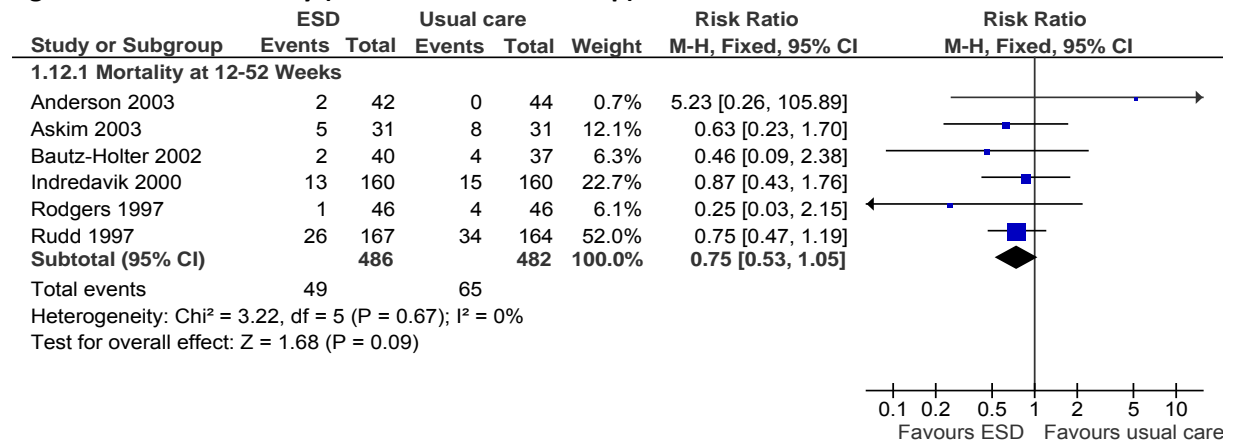 ESD Usual care Risk Ratio Risk Ratio
Study or Subgroup Events Total Events Total Weight M-H, Fixed, 95% CI M-H, Fixed, 95% CI
1.12.1 Mortality at 12-52 Weeks
Anderson 2003 2 42 0 44 0.7% 5.23 [0.26, 105.89]
Askim 2003 5 31 8 31 12.1% 0.63 [0.23, 1.70]
Bautz-Holter 2002 2 40 4 37 6.3% 0.46 [0.09, 2.38]
Indredavik 2000 13 160 15 160 22.7% 0.87 [0.43, 1.76]
Rodgers 1997 1 46 4 46 6.1% 0.25 [0.03, 2.15]
Rudd 1997 26 167 34 164 52.0% 0.75 [0.47, 1.19]
Subtotal (95% CI) 486 482 100.0% 0.75 [0.53, 1.05]
Total events 49 65
Heterogeneity: Chi² = 3.22, df = 5 (P = 0.67); I² = 0%
Test for overall effect: Z = 1.68 (P = 0.09)
0.1 0.2 0.5 1 2 5 10
Favours ESD Favours usual care